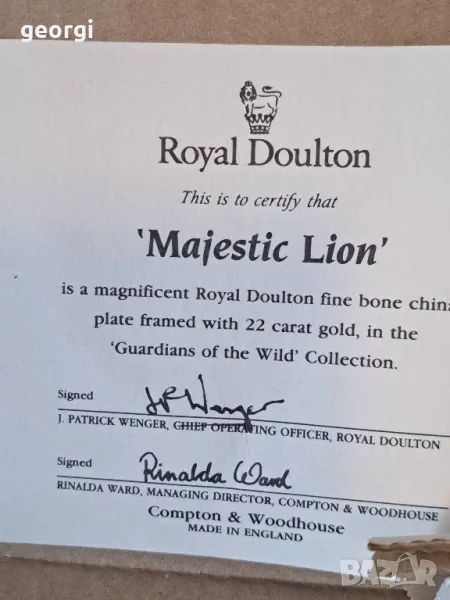 georgi
Royal Doulton
This is to certify that
'Majestic Lion'
is a magnificent Royal Doulton fine bone china
plate framed with 22 carat gold, in the
'Guardians of the Wild' Collection.
Signed J P Wenger
J. PATRICK WENGER, CHIEF OPERATING OFFICER, ROYAL DOULTON
Signed Rinalda Ward
RINALDA WARD, MANAGING DIRECTOR, COMPTON & WOODHOUSE
Compton & Woodhouse
MADE IN ENGLAND
BAZAR